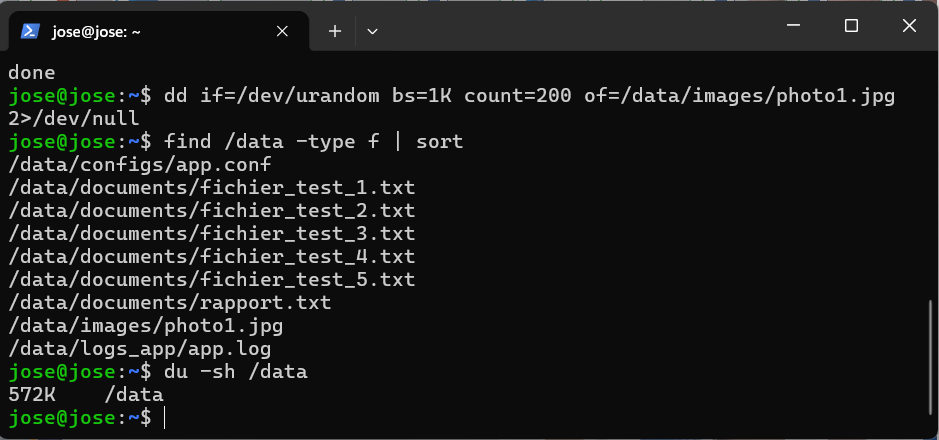 jose@jose: ~
done
jose@jose:~$ dd if=/dev/urandom bs=1K count=200 of=/data/images/photo1.jpg
2>/dev/null
jose@jose:~$ find /data -type f | sort
/data/configs/app.conf
/data/documents/fichier_test_1.txt
/data/documents/fichier_test_2.txt
/data/documents/fichier_test_3.txt
/data/documents/fichier_test_4.txt
/data/documents/fichier_test_5.txt
/data/documents/rapport.txt
/data/images/photo1.jpg
/data/logs_app/app.log
jose@jose:~$ du -sh /data
572K    /data
jose@jose:~$